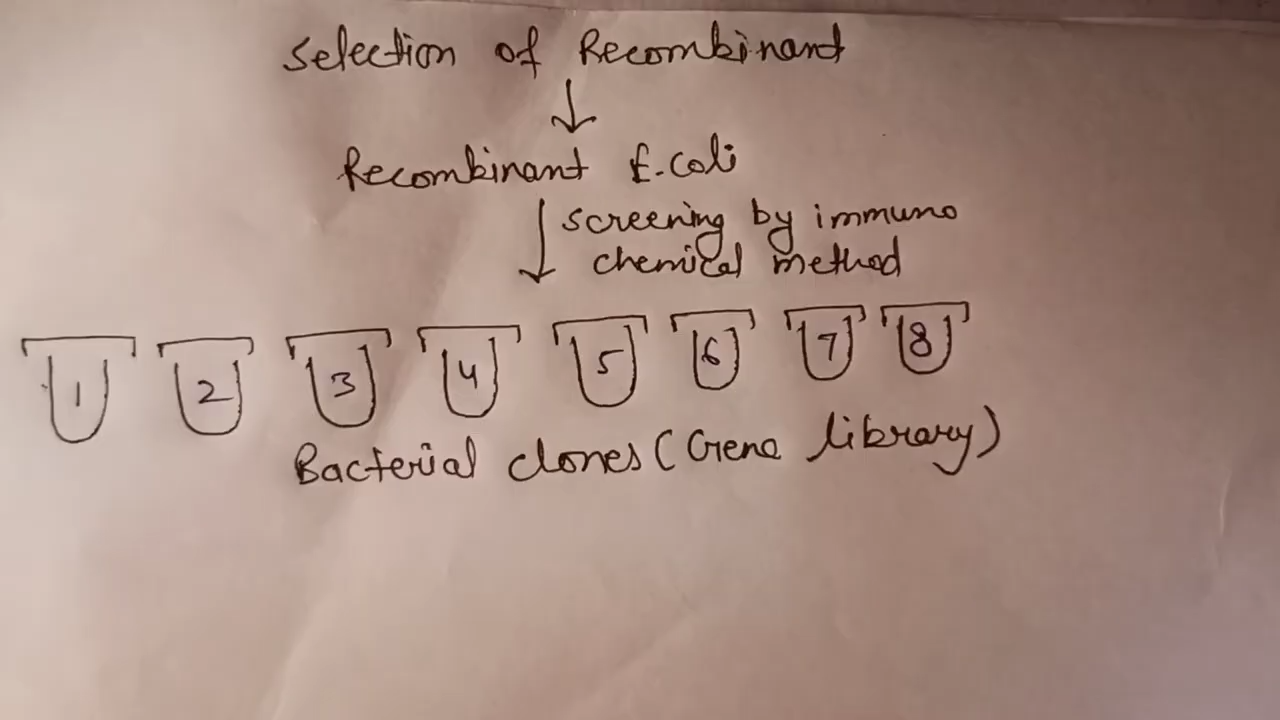 Selection of Recombinant
Recombinant E.coli
screening by immuno
chemical method
1 2 3 4 5 6 7 8
Bacterial clones (Gene library)